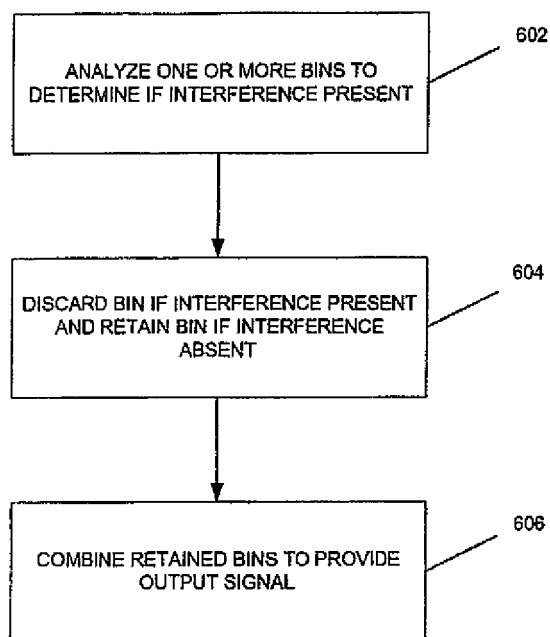 602
ANALYZE ONE OR MORE BINS TO
DETERMINE IF INTERFERENCE PRESENT
604
DISCARD BIN IF INTERFERENCE PRESENT
AND RETAIN BIN IF INTERFERENCE
ABSENT
606
COMBINE RETAINED BINS TO PROVIDE
OUTPUT SIGNAL